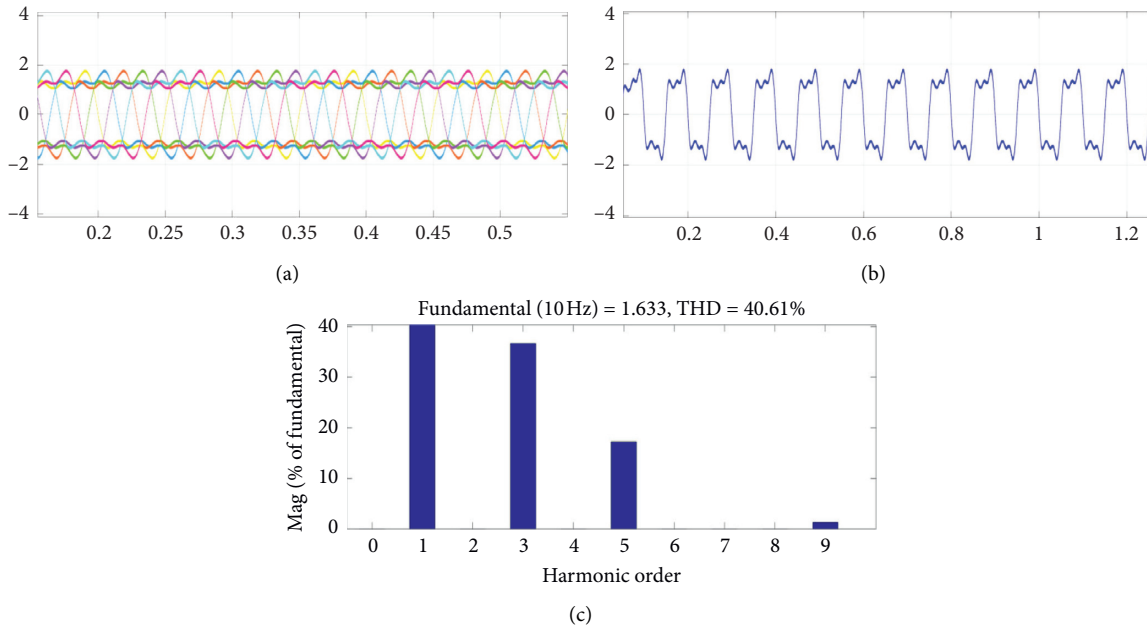 4
2
0
−2
−4
0.2 0.25 0.3 0.35 0.4 0.45 0.5
(a)
4
2
0
−2
−4
0.2 0.4 0.6 0.8 1 1.2
(b)
Fundamental (10 Hz) = 1.633, THD = 40.61%
Mag (% of fundamental)
40
30
20
10
0
0 1 2 3 4 5 6 7 8 9
Harmonic order
(c)